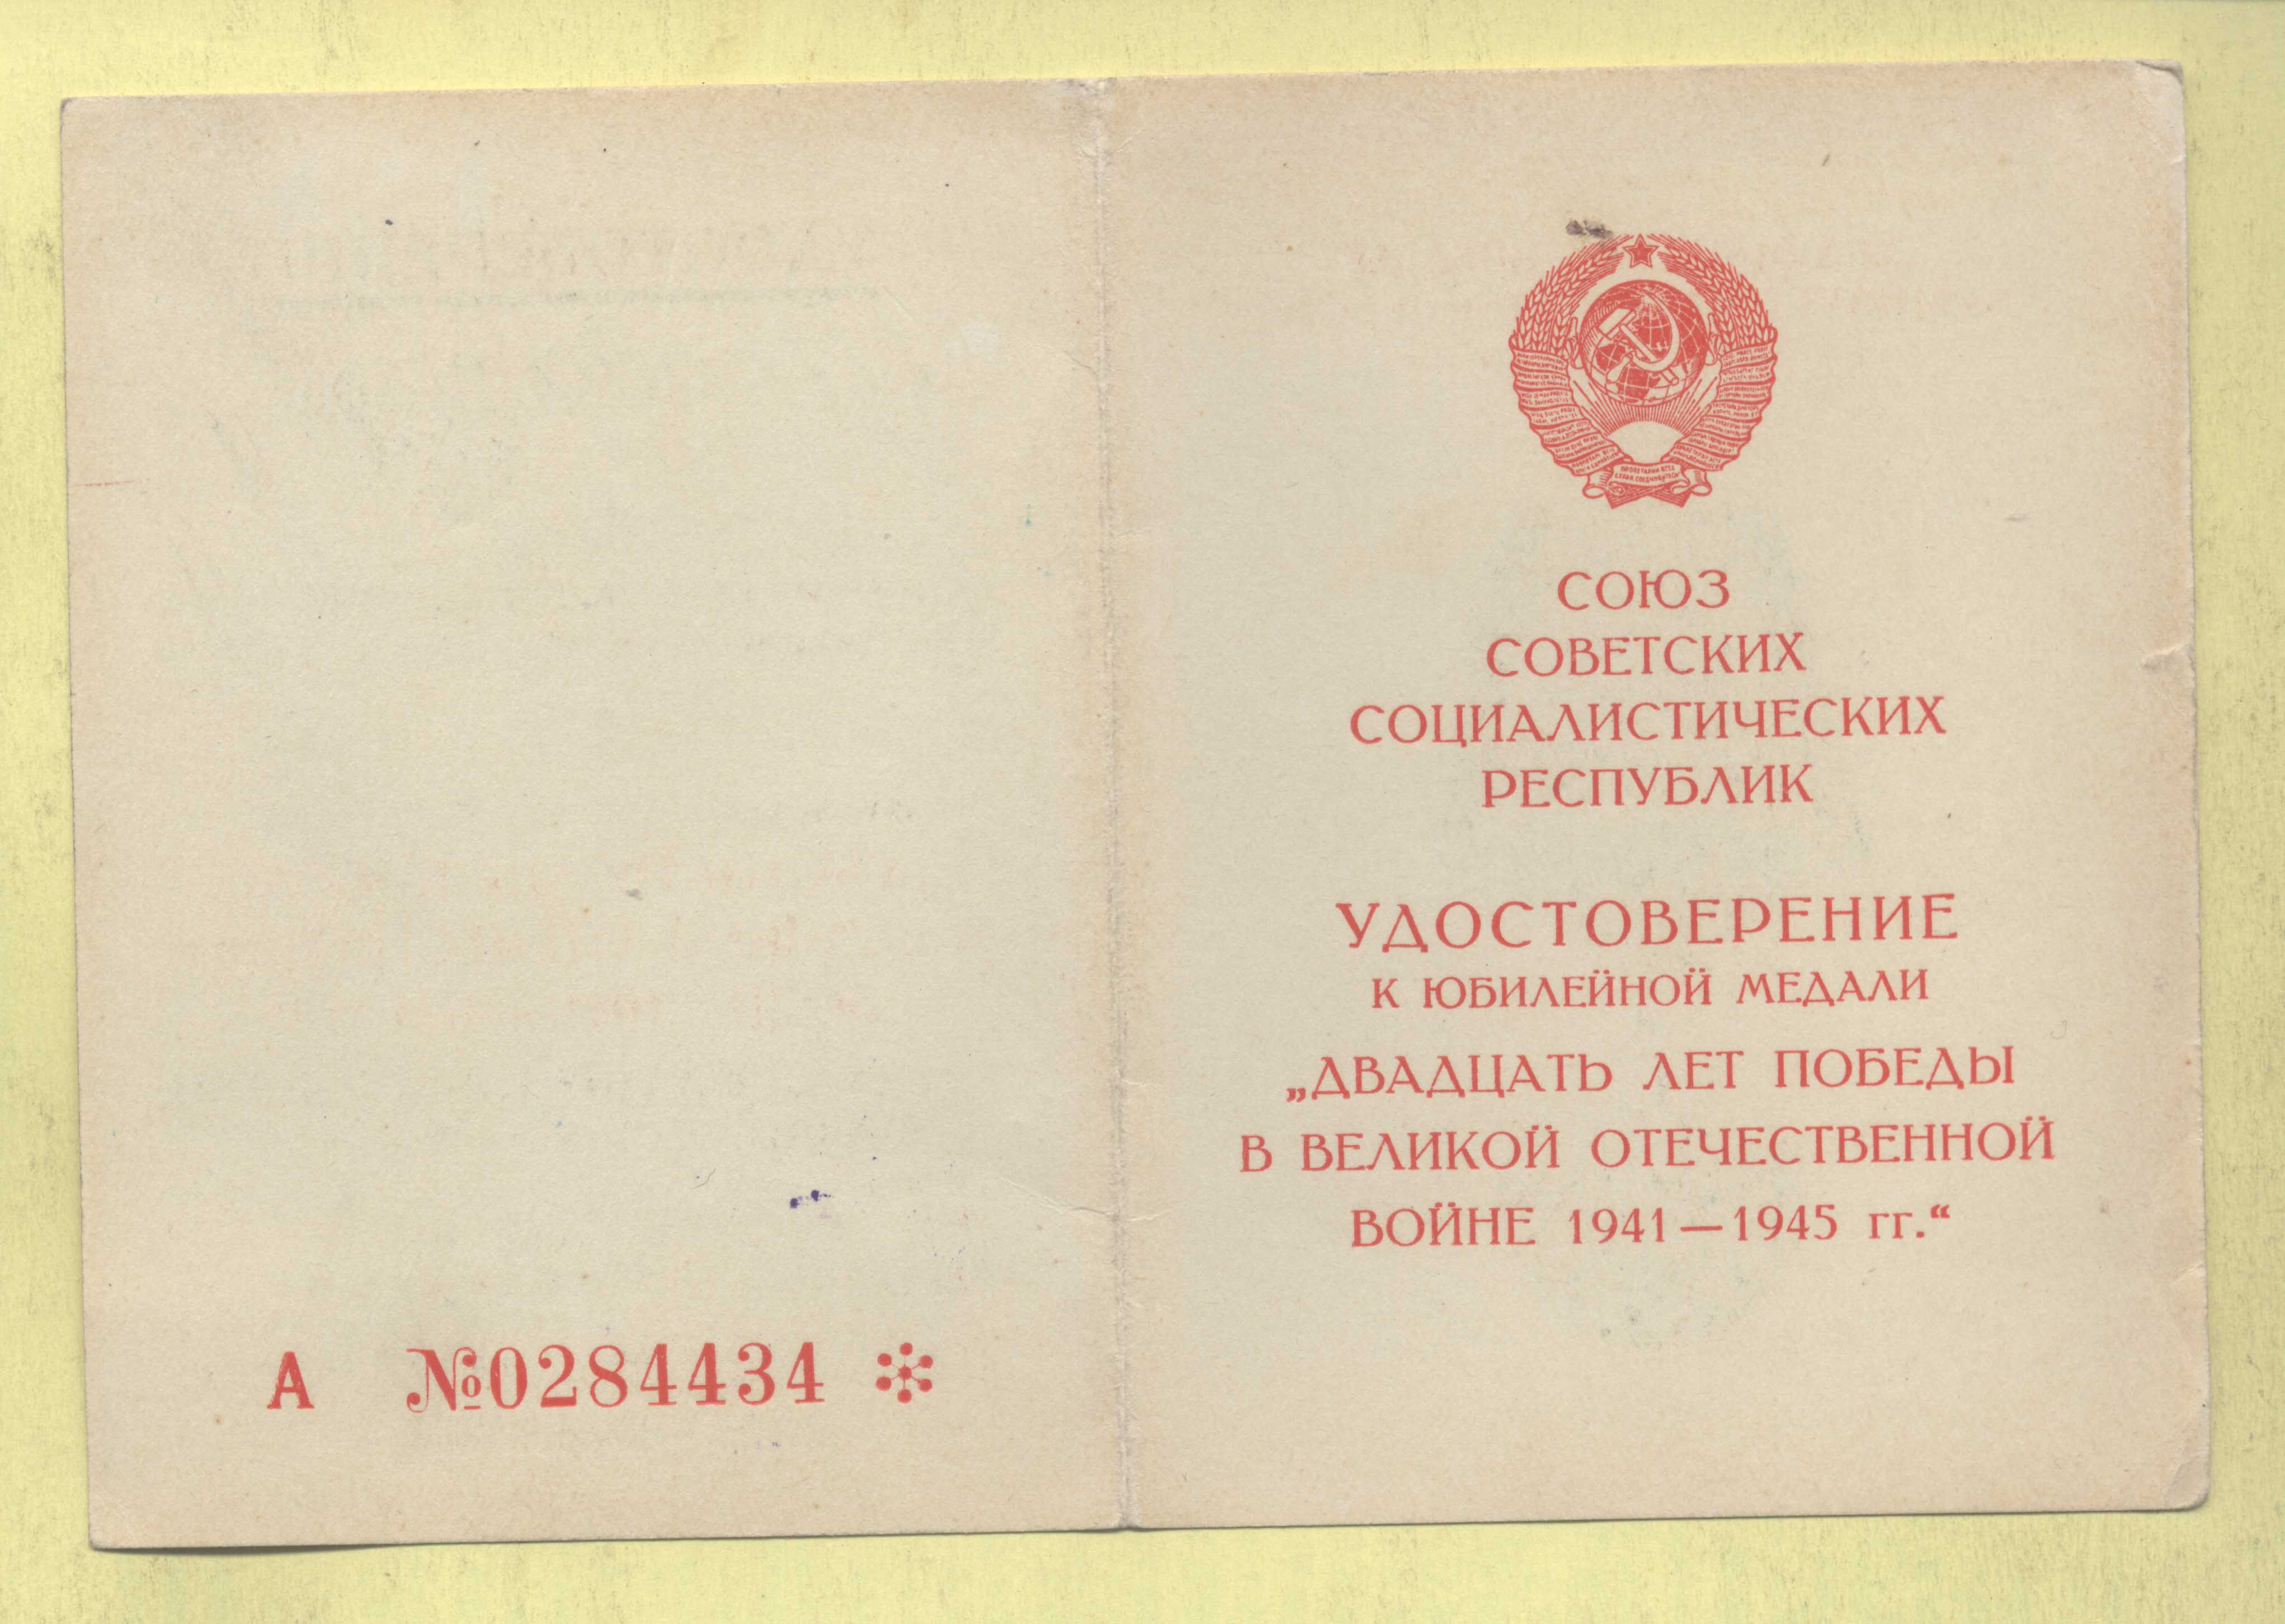 А №0284434
СОЮЗ
СОВЕТСКИХ
СОЦИАЛИСТИЧЕСКИХ
РЕСПУБЛИК
УДОСТОВЕРЕНИЕ
К ЮБИЛЕЙНОЙ МЕДАЛИ
„ДВАДЦАТЬ ЛЕТ ПОБЕДЫ
В ВЕЛИКОЙ ОТЕЧЕСТВЕННОЙ
ВОЙНЕ 1941—1945 гг.“